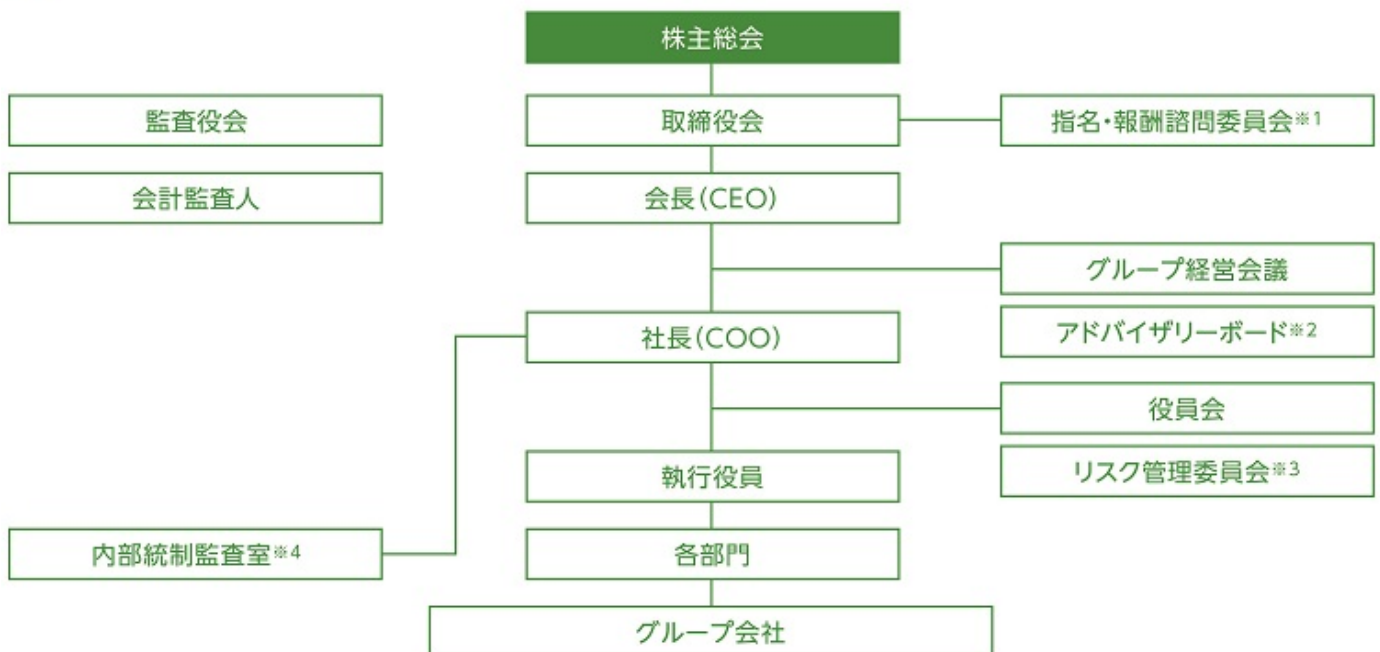 株主総会
監査役会
取締役会
指名・報酬諮問委員会※1
会計監査人
会長(CEO)
グループ経営会議
アドバイザリーボード※2
社長(COO)
役員会
リスク管理委員会※3
執行役員
内部統制監査室※4
各部門
グループ会社